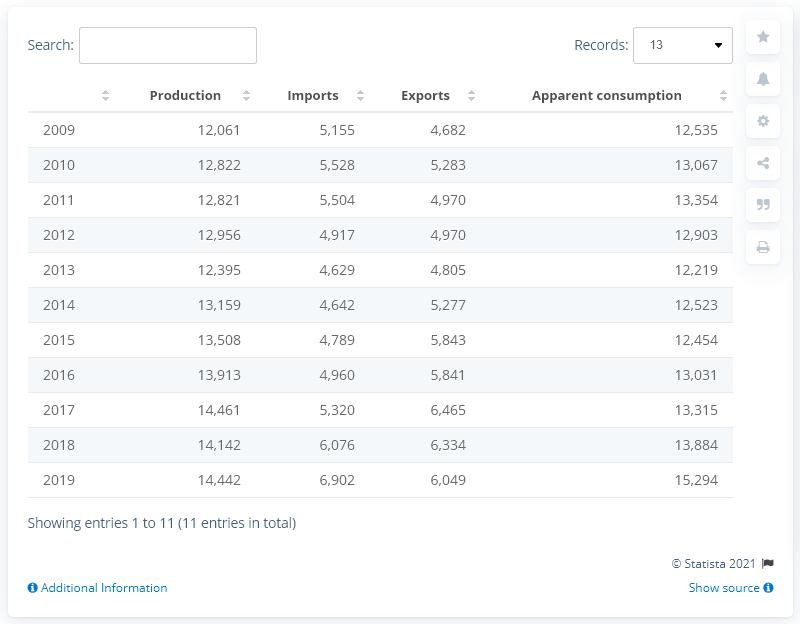 Search:
Records: 13
Production Imports Exports Apparent consumption
2009 12,061 5,155 4,682 12,535
2010 12,822 5,528 5,283 13,067
2011 12,821 5,504 4,970 13,354
2012 12,956 4,917 4,970 12,903
2013 12,395 4,629 4,805 12,219
2014 13,159 4,642 5,277 12,523
2015 13,508 4,789 5,843 12,454
2016 13,913 4,960 5,841 13,031
2017 14,461 5,320 6,465 13,315
2018 14,142 6,076 6,334 13,884
2019 14,442 6,902 6,049 15,294
Showing entries 1 to 11 (11 entries in total)
© Statista 2021
Additional Information
Show source